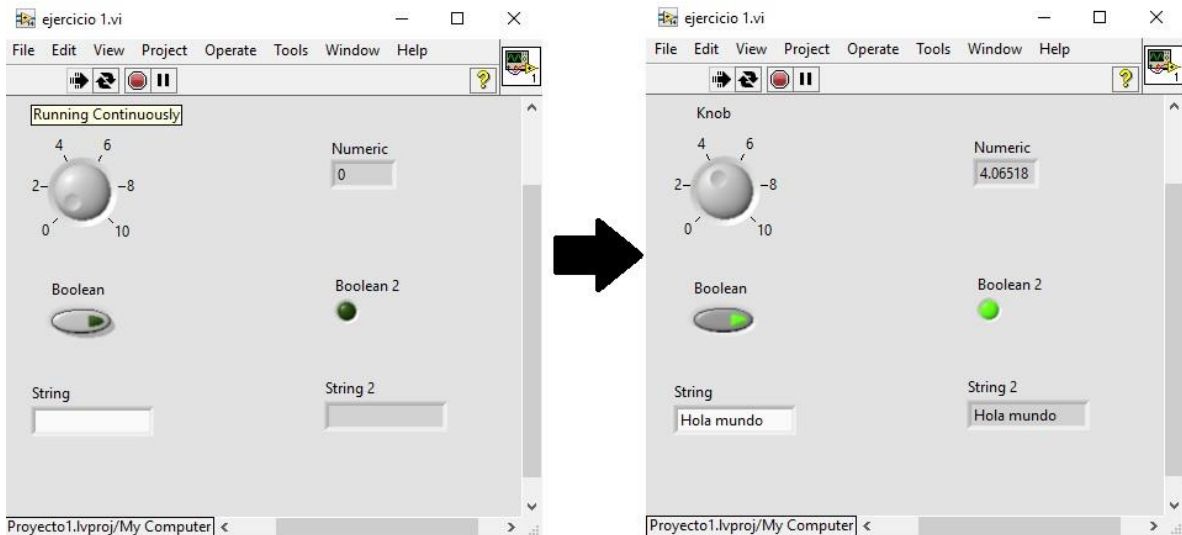 ejercicio 1.vi
File Edit View Project Operate Tools Window Help
? 1
Running Continuously
4 6
2 8
0 10
Numeric
0
Boolean
Boolean 2
String
String 2
Proyecto1.lvproj/My Computer
ejercicio 1.vi
File Edit View Project Operate Tools Window Help
? 1
Knob
4 6
2 8
0 10
Numeric
4.06518
Boolean
Boolean 2
String
Hola mundo
String 2
Hola mundo
Proyecto1.lvproj/My Computer